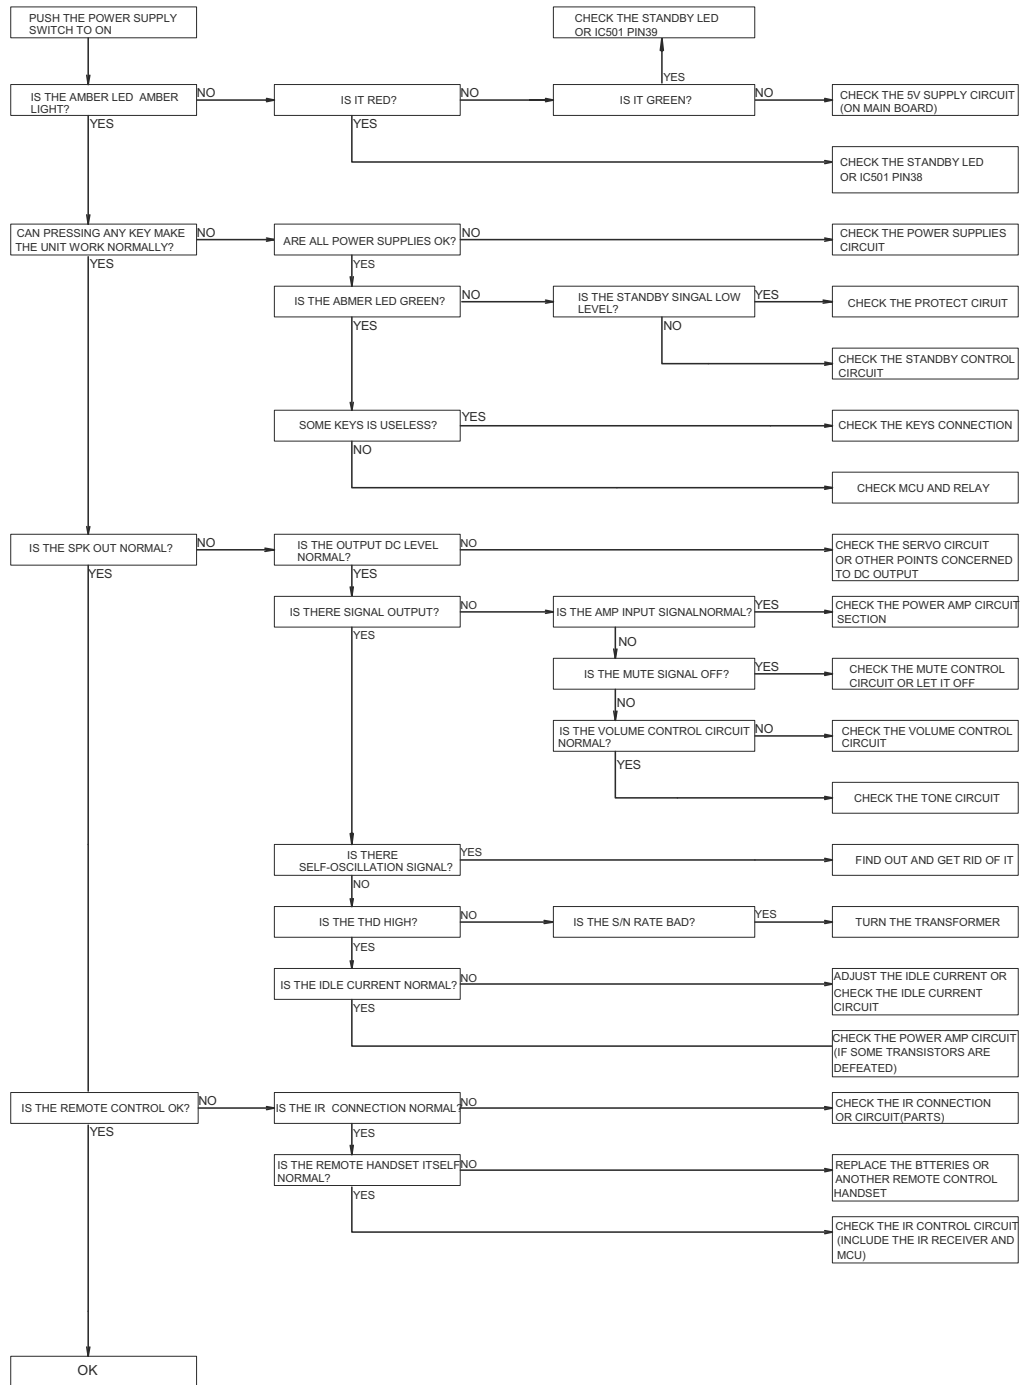 PUSH THE POWER SUPPLY
SWITCH TO ON
CHECK THE STANDBY LED
OR IC501 PIN39
YES
IS THE AMBER LED AMBER
LIGHT?
NO
IS IT RED?
NO
IS IT GREEN?
NO
CHECK THE 5V SUPPLY CIRCUIT
(ON MAIN BOARD)
YES
YES
CHECK THE STANDBY LED
OR IC501 PIN38
CAN PRESSING ANY KEY MAKE
THE UNIT WORK NORMALLY?
NO
ARE ALL POWER SUPPLIES OK?
NO
CHECK THE POWER SUPPLIES
CIRCUIT
YES
YES
IS THE ABMER LED GREEN?
NO
IS THE STANDBY SINGAL LOW
LEVEL?
YES
CHECK THE PROTECT CIRUIT
YES
NO
CHECK THE STANDBY CONTROL
CIRCUIT
SOME KEYS IS USELESS?
YES
CHECK THE KEYS CONNECTION
NO
CHECK MCU AND RELAY
IS THE SPK OUT NORMAL?
NO
IS THE OUTPUT DC LEVEL
NORMAL?
NO
CHECK THE SERVO CIRCUIT
OR OTHER POINTS CONCERNED
TO DC OUTPUT
YES
YES
IS THERE SIGNAL OUTPUT?
NO
IS THE AMP INPUT SIGNALNORMAL?
YES
CHECK THE POWER AMP CIRCUIT
SECTION
YES
NO
IS THE MUTE SIGNAL OFF?
YES
CHECK THE MUTE CONTROL
CIRCUIT OR LET IT OFF
NO
IS THE VOLUME CONTROL CIRCUIT
NORMAL?
NO
CHECK THE VOLUME CONTROL
CIRCUIT
YES
CHECK THE TONE CIRCUIT
IS THERE
SELF-OSCILLATION SIGNAL?
YES
FIND OUT AND GET RID OF IT
NO
IS THE THD HIGH?
NO
IS THE S/N RATE BAD?
YES
TURN THE TRANSFORMER
YES
IS THE IDLE CURRENT NORMAL?
NO
ADJUST THE IDLE CURRENT OR
CHECK THE IDLE CURRENT
CIRCUIT
YES
CHECK THE POWER AMP CIRCUIT
(IF SOME TRANSISTORS ARE
DEFEATED)
IS THE REMOTE CONTROL OK?
NO
IS THE IR CONNECTION NORMAL?
NO
CHECK THE IR CONNECTION
OR CIRCUIT(PARTS)
YES
YES
IS THE REMOTE HANDSET ITSELF
NORMAL?
NO
REPLACE THE BTTERIES OR
ANOTHER REMOTE CONTROL
HANDSET
YES
CHECK THE IR CONTROL CIRCUIT
(INCLUDE THE IR RECEIVER AND
MCU)
OK